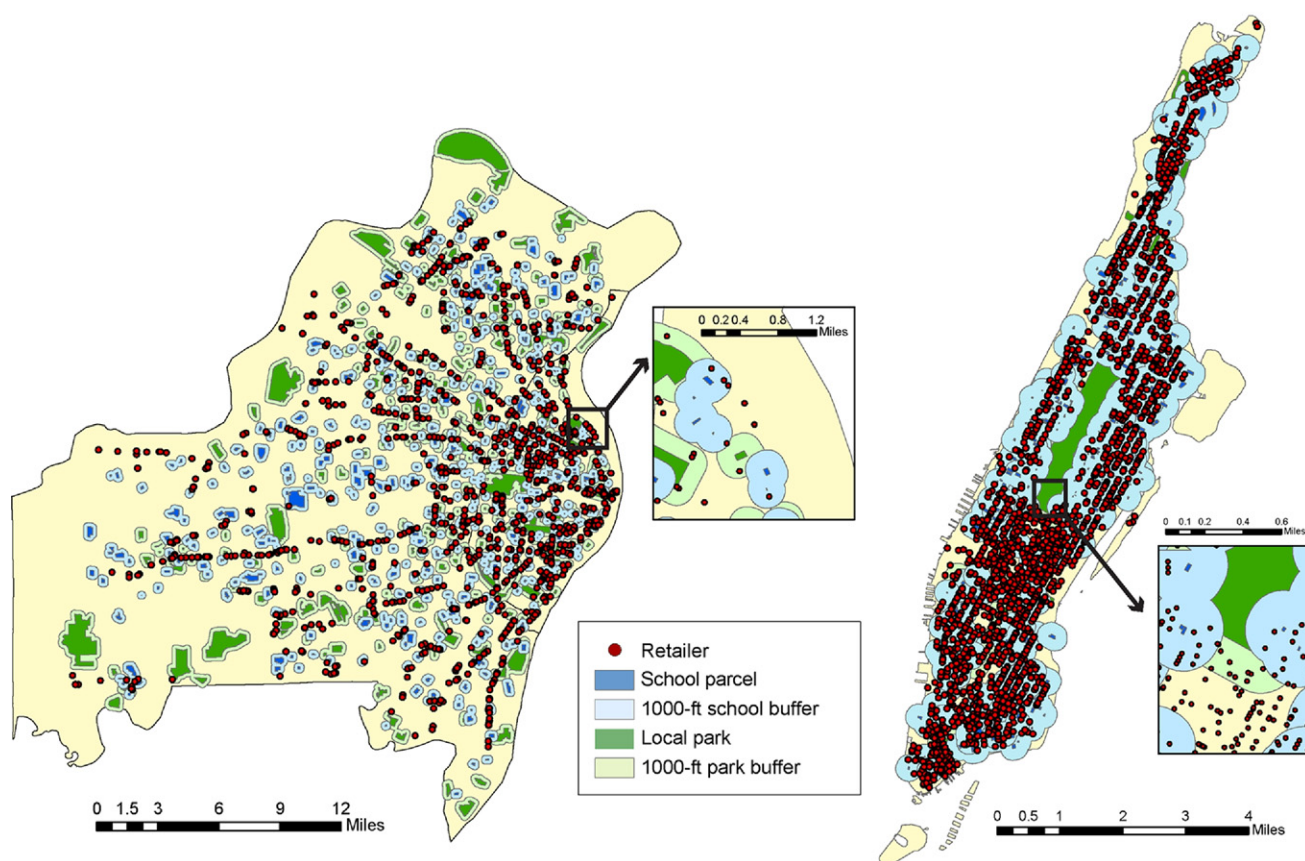 0 0.2 0.4 0.8 1.2
Miles
0 0.1 0.2 0.4 0.6
Miles
Retailer
School parcel
1000-ft school buffer
Local park
1000-ft park buffer
0 1.5 3 6 9 12
Miles
0 0.5 1 2 3 4
Miles